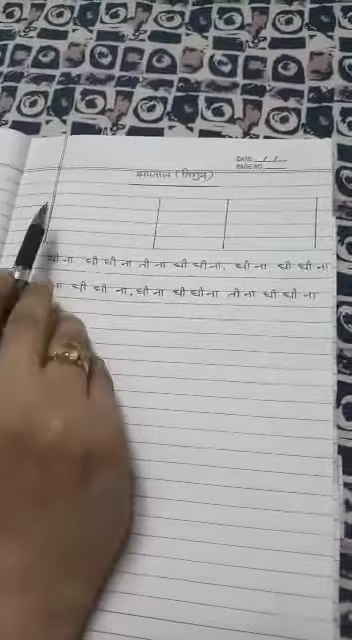 DATE / /
PAGE NO
झपताल (तिगुन)
धी ना धी धी ना ती ना धी धी ना, धी ना धी धी ना
धी धी ना, धी ना धी धी ना ती ना धी धी ना